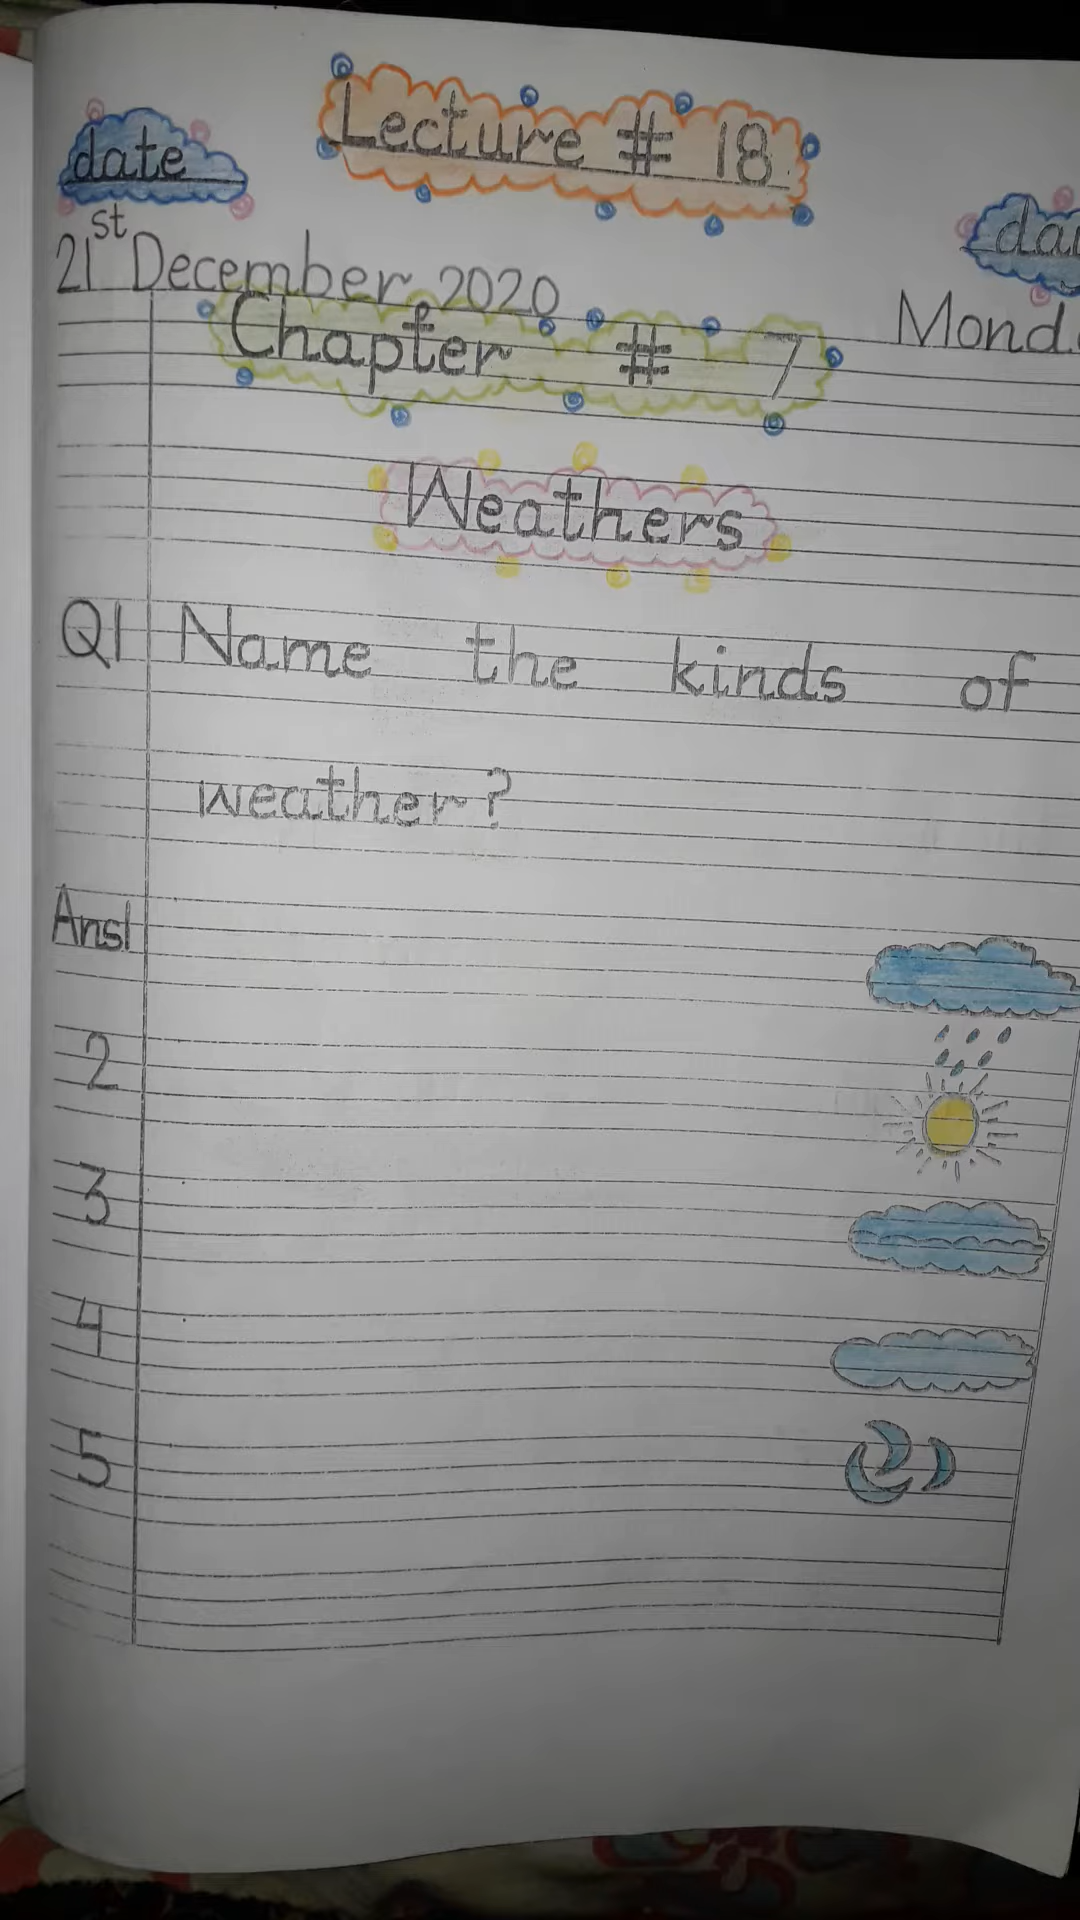 Lecture # 18
date
21st December 2020
Chapter # 7
Weathers
Q1 Name the kinds of
weather?
Ans1
2
3
4
5